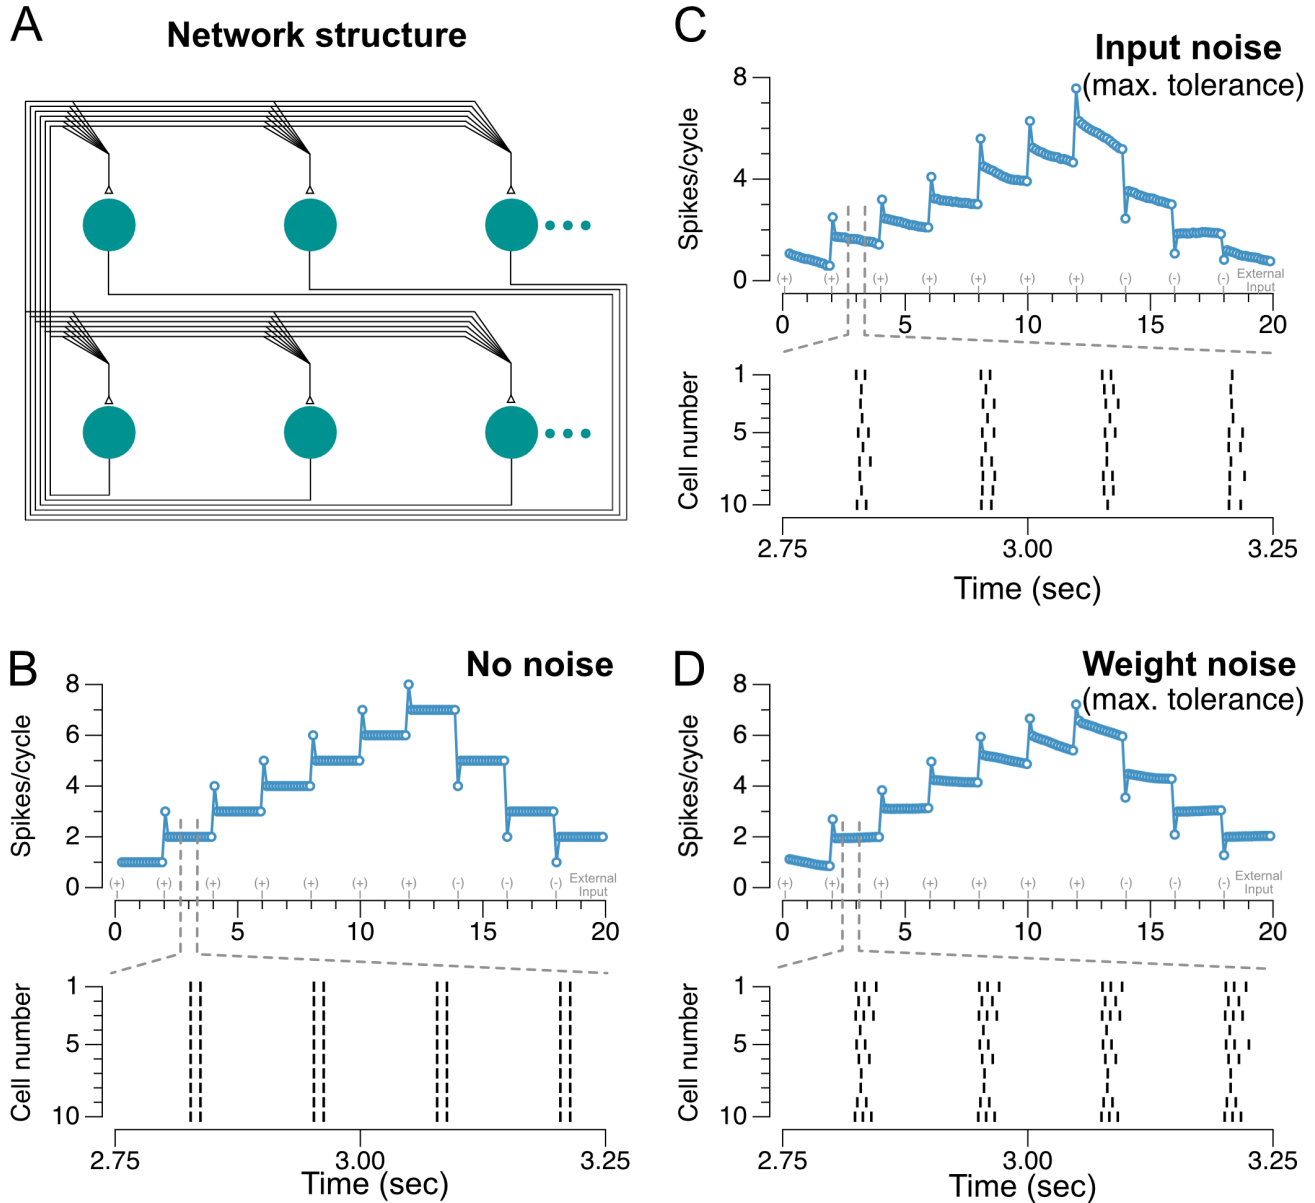 A
Network structure
C
Input noise
(max. tolerance)
Spikes/cycle
8
4
0
(+) (+) (+) (+) (+) (+) (+) (-) (-) (-) External
Input
0 5 10 15 20
Cell number
1
5
10
2.75 3.00 3.25
Time (sec)
B
No noise
Spikes/cycle
8
6
4
2
0
(+) (+) (+) (+) (+) (+) (+) (-) (-) (-) External
Input
0 5 10 15 20
Cell number
1
5
10
2.75 3.00 3.25
Time (sec)
D
Weight noise
(max. tolerance)
Spikes/cycle
8
6
4
2
0
(+) (+) (+) (+) (+) (+) (+) (-) (-) (-) External
Input
0 5 10 15 20
Cell number
1
5
10
2.75 3.00 3.25
Time (sec)